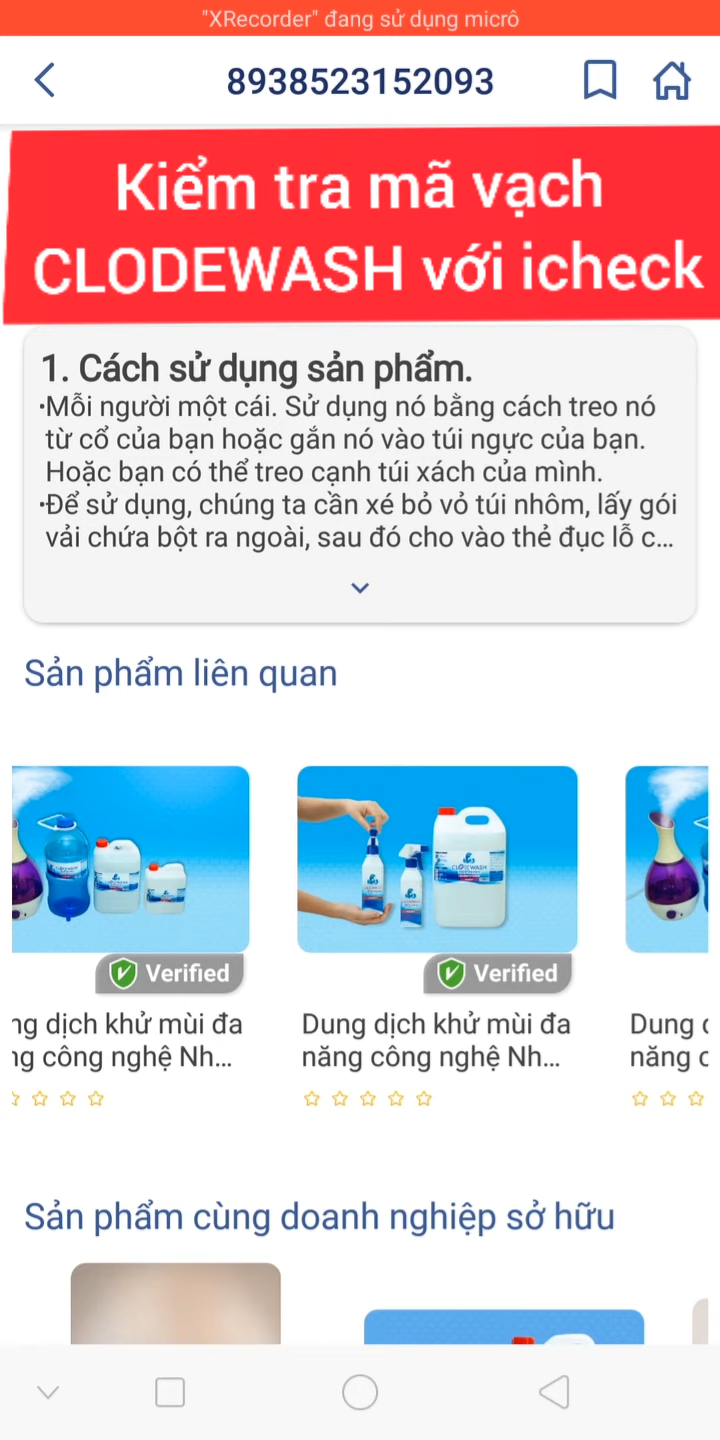 "XRecorder" đang sử dụng micrô
8938523152093
Kiểm tra mã vạch
CLODEWASH với icheck
1. Cách sử dụng sản phẩm.
·Mỗi người một cái. Sử dụng nó bằng cách treo nó
từ cổ của bạn hoặc gắn nó vào túi ngực của bạn.
Hoặc bạn có thể treo cạnh túi xách của mình.
·Để sử dụng, chúng ta cần xé bỏ vỏ túi nhôm, lấy gói
vải chứa bột ra ngoài, sau đó cho vào thẻ đục lỗ c...
Sản phẩm liên quan
CLODEWASH
Verified
Verified
ng dịch khử mùi đa
ng công nghệ Nh...
Dung dịch khử mùi đa
năng công nghệ Nh...
Dung
năng
Sản phẩm cùng doanh nghiệp sở hữu